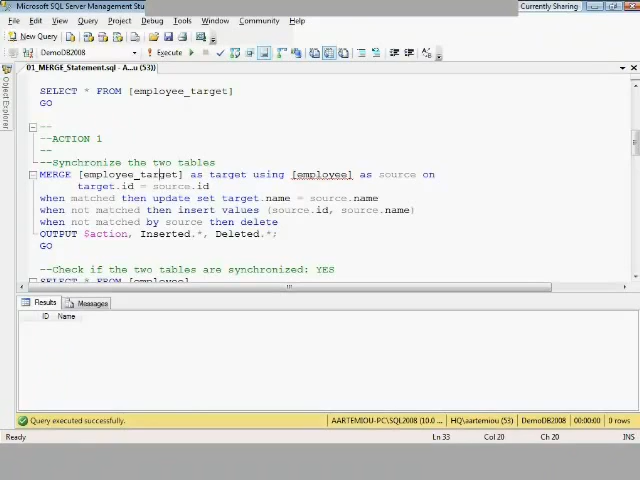 Microsoft SQL Server Management Stu
Currently Sharing
File Edit View Query Project Debug Tools Window Community Help
New Query
DemoDB2008 Execute
01_MERGE_Statement.sql - A...u (53))
Object Explorer
SELECT * FROM [employee_target]
GO
--
--ACTION 1
--
--Synchronize the two tables
MERGE [employee_target] as target using [employee] as source on
target.id = source.id
when matched then update set target.name = source.name
when not matched then insert values (source.id, source.name)
when not matched by source then delete
OUTPUT $action, Inserted.*, Deleted.*;
GO
--Check if the two tables are synchronized: YES
SELECT * FROM [employee]
Results Messages
ID Name
Query executed successfully. AARTEMIOU-PC\SQL2008 (10.0 ... HQ\aartemiou (53) DemoDB2008 00:00:00 0 rows
Ready Ln 33 Col 20 Ch 20 INS